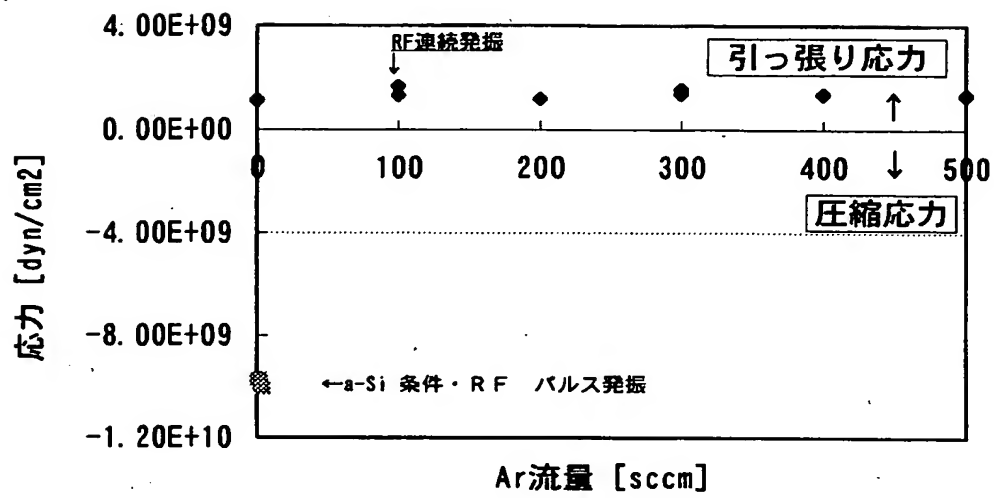 4.00E+09
RF連続発振
↓
引っ張り応力
↑
0.00E+00
0 100 200 300 400 500
↓
圧縮応力
-4.00E+09
-8.00E+09
←a-Si 条件・RF パルス発振
-1.20E+10
応力 [dyn/cm2]
Ar流量 [sccm]